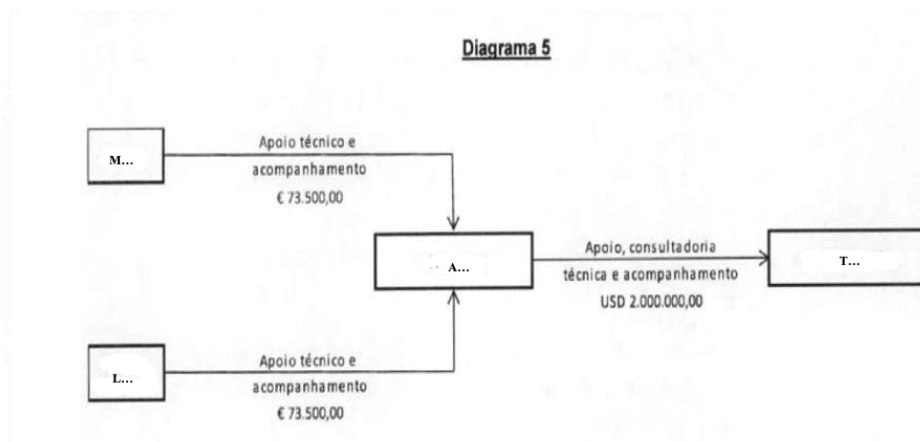 Diagrama 5
M...
Apoio técnico e
acompanhamento
€ 73.500,00
A...
Apoio, consultadoria
técnica e acompanhamento
USD 2.000.000,00
T...
L...
Apoio técnico e
acompanhamento
€ 73.500,00